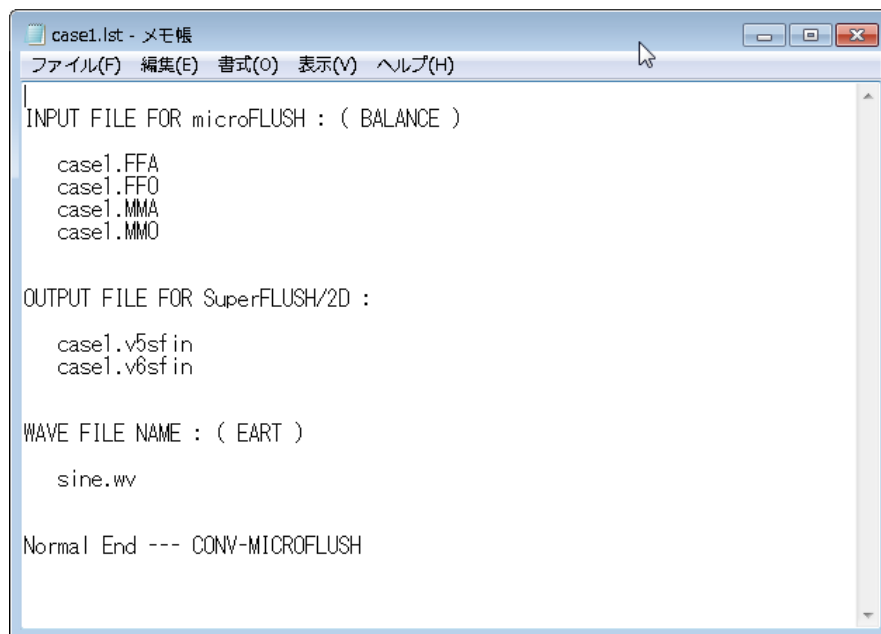 case1.lst - メモ帳
ファイル(F) 編集(E) 書式(O) 表示(V) ヘルプ(H)
INPUT FILE FOR microFLUSH : ( BALANCE )
case1.FFA
case1.FFO
case1.MMA
case1.MMO
OUTPUT FILE FOR SuperFLUSH/2D :
case1.v5sfin
case1.v6sfin
WAVE FILE NAME : ( EART )
sine.wv
Normal End --- CONV-MICROFLUSH